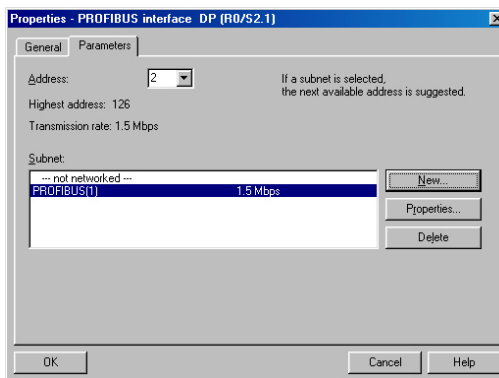 Properties - PROFIBUS interface DP (R0/S2.1)
General
Parameters
Address:
2
If a subnet is selected,
the next available address is suggested.
Highest address: 126
Transmission rate: 1.5 Mbps
Subnet:
--- not networked ---
PROFIBUS(1) 1.5 Mbps
New...
Properties...
Delete
OK
Cancel
Help